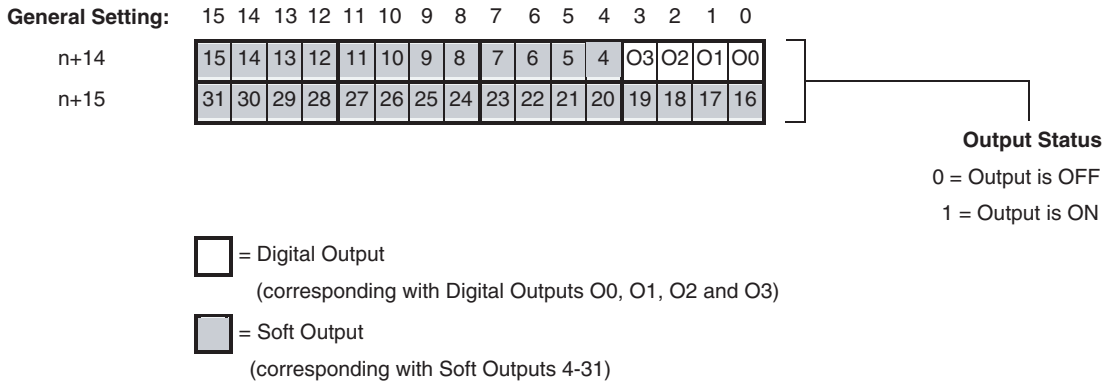 General Setting: 15 14 13 12 11 10 9 8 7 6 5 4 3 2 1 0
n+14 15 14 13 12 11 10 9 8 7 6 5 4 O3 O2 O1 O0
n+15 31 30 29 28 27 26 25 24 23 22 21 20 19 18 17 16
Output Status
0 = Output is OFF
1 = Output is ON
= Digital Output
(corresponding with Digital Outputs O0, O1, O2 and O3)
= Soft Output
(corresponding with Soft Outputs 4-31)